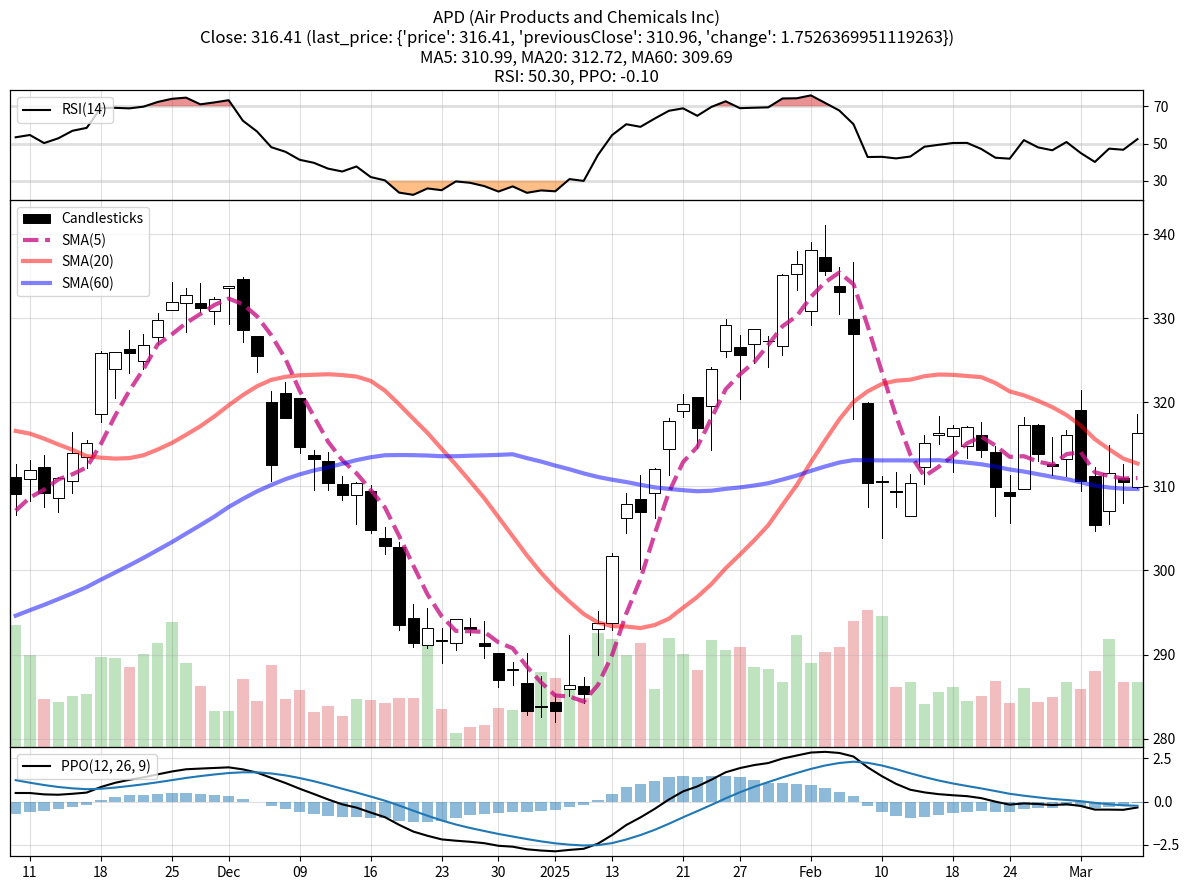 APD (Air Products and Chemicals Inc)
Close: 316.41 (last_price: {'price': 316.41, 'previousClose': 310.96, 'change': 1.7526369951119263})
MA5: 310.99, MA20: 312.72, MA60: 309.69
RSI: 50.30, PPO: -0.10
RSI(14)
70
50
30
Candlesticks
SMA(5)
SMA(20)
SMA(60)
340
330
320
310
300
290
280
PPO(12, 26, 9)
2.5
0.0
−2.5
11 18 25 Dec 09 16 23 30 2025 13 21 27 Feb 10 18 24 Mar